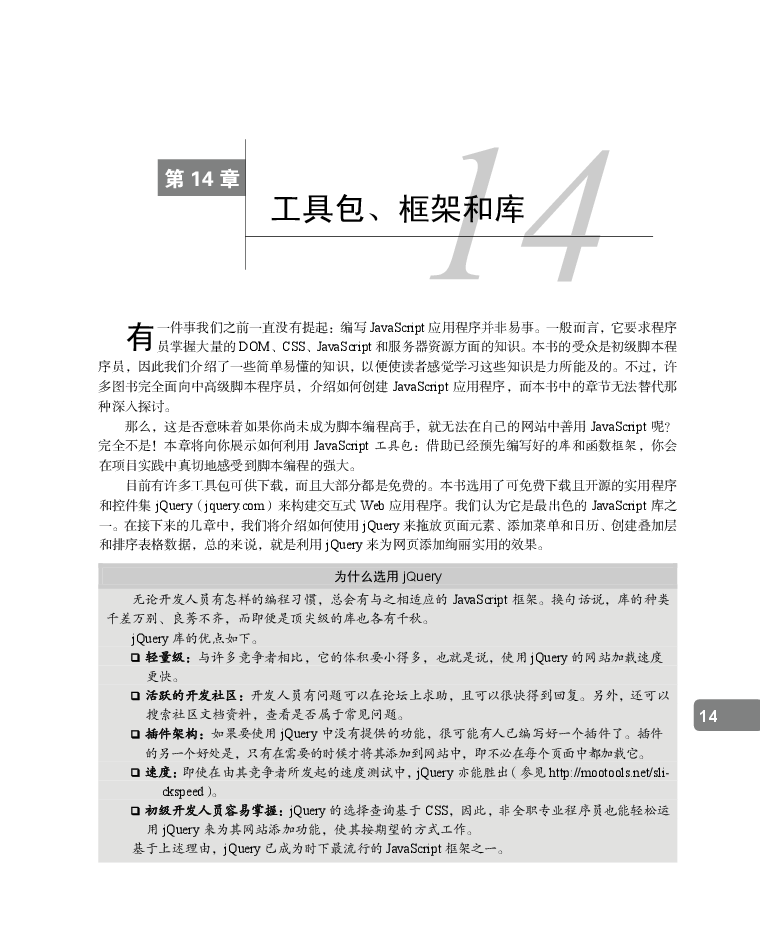 第 14 章
14
工具包、框架和库
有一件事我们之前一直没有提起：编写 JavaScript 应用程序并非易事。一般而言，它要求程序
员掌握大量的 DOM、CSS、JavaScript 和服务器资源方面的知识。本书的受众是初级脚本程
序员，因此我们介绍了一些简单易懂的知识，以便使读者感觉学习这些知识是力所能及的。不过，许
多图书完全面向中高级脚本程序员，介绍如何创建 JavaScript 应用程序，而本书中的章节无法替代那
种深入探讨。
那么，这是否意味着如果你尚未成为脚本编程高手，就无法在自己的网站中善用 JavaScript 呢？
完全不是！本章将向你展示如何利用 JavaScript 工具包：借助已经预先编写好的库和函数框架，你会
在项目实践中真切地感受到脚本编程的强大。
目前有许多工具包可供下载，而且大部分都是免费的。本书选用了可免费下载且开源的实用程序
和控件集 jQuery（jquery.com）来构建交互式 Web 应用程序。我们认为它是最出色的 JavaScript 库之
一。在接下来的几章中，我们将介绍如何使用 jQuery 来拖放页面元素、添加菜单和日历、创建叠加层
和排序表格数据，总的来说，就是利用 jQuery 来为网页添加绚丽实用的效果。
为什么选用 jQuery
无论开发人员有怎样的编程习惯，总会有与之相适应的 JavaScript 框架。换句话说，库的种类
千差万别、良莠不齐，而即便是顶尖级的库也各有千秋。
jQuery 库的优点如下。
❑ 轻量级：与许多竞争者相比，它的体积要小得多，也就是说，使用 jQuery 的网站加载速度
更快。
❑ 活跃的开发社区：开发人员有问题可以在论坛上求助，且可以很快得到回复。另外，还可以
搜索社区文档资料，查看是否属于常见问题。
❑ 插件架构：如果要使用 jQuery 中没有提供的功能，很可能有人已编写好一个插件了。插件
的另一个好处是，只有在需要的时候才将其添加到网站中，即不必在每个页面中都加载它。
❑ 速度：即使在由其竞争者所发起的速度测试中，jQuery 亦能胜出（参见 http://mootools.net/sli-
ckspeed）。
❑ 初级开发人员容易掌握：jQuery 的选择查询基于 CSS，因此，非全职专业程序员也能轻松运
用 jQuery 来为其网站添加功能，使其按期望的方式工作。
基于上述理由，jQuery 已成为时下最流行的 JavaScript 框架之一。
14